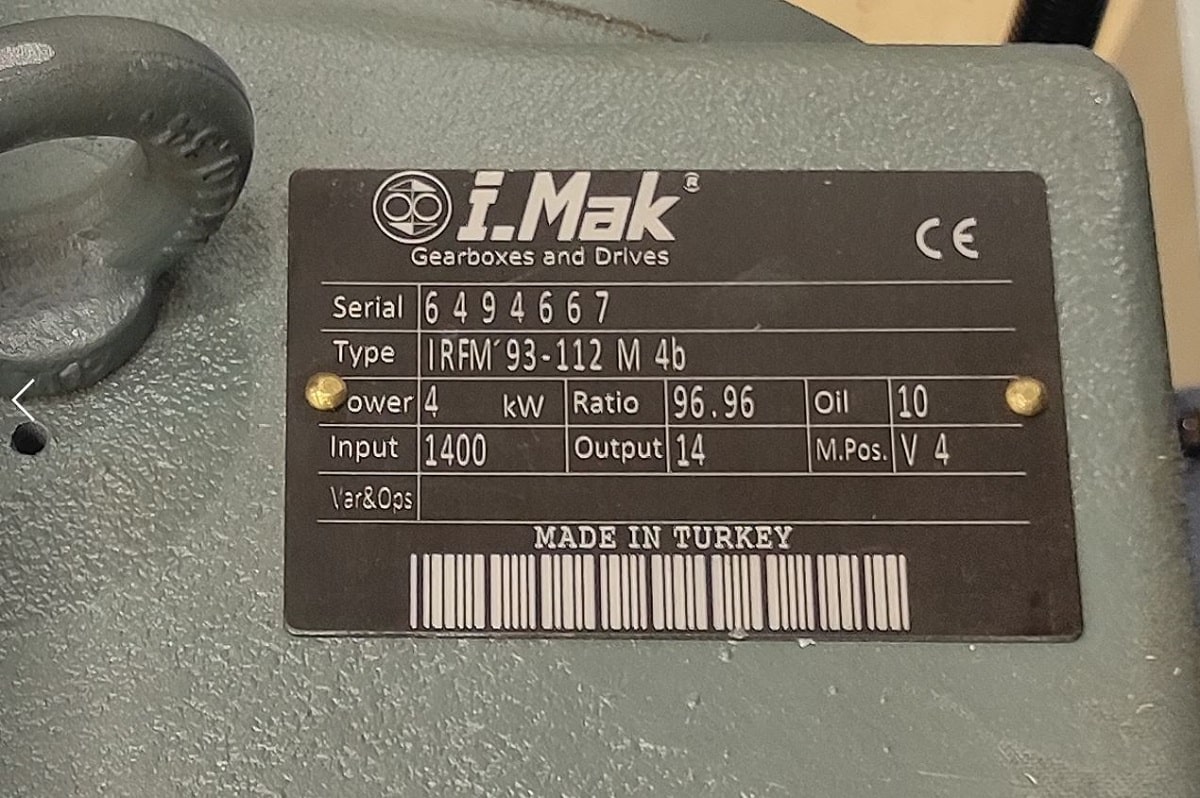 i.Mak®
Gearboxes and Drives
CE
Serial 6494667
Type IRFM´93-112 M 4b
Power 4 kW Ratio 96.96 Oil 10
Input 1400 Output 14 M.Pos. V 4
Var&Ops
MADE IN TURKEY